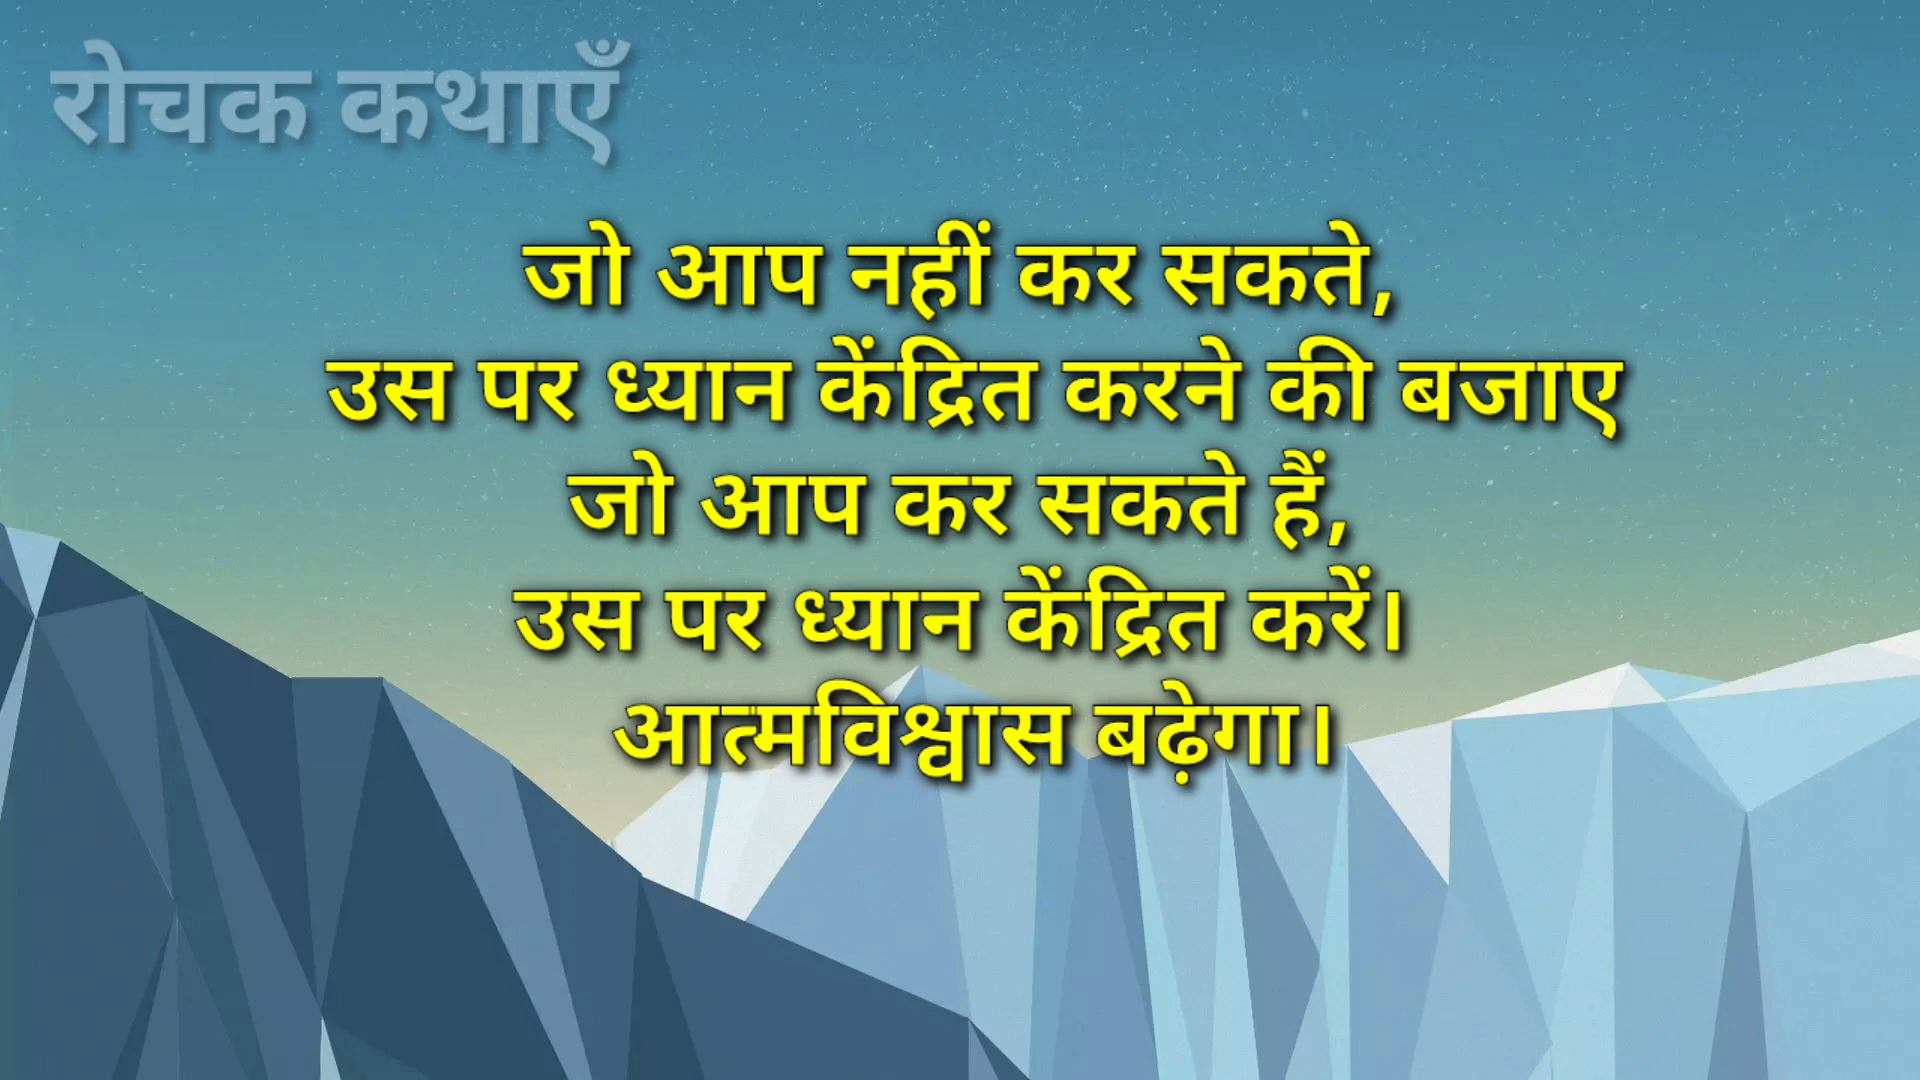 रोचक कथाएँ
जो आप नहीं कर सकते,
उस पर ध्यान केंद्रित करने की बजाए
जो आप कर सकते हैं,
उस पर ध्यान केंद्रित करें।
आत्मविश्वास बढ़ेगा।